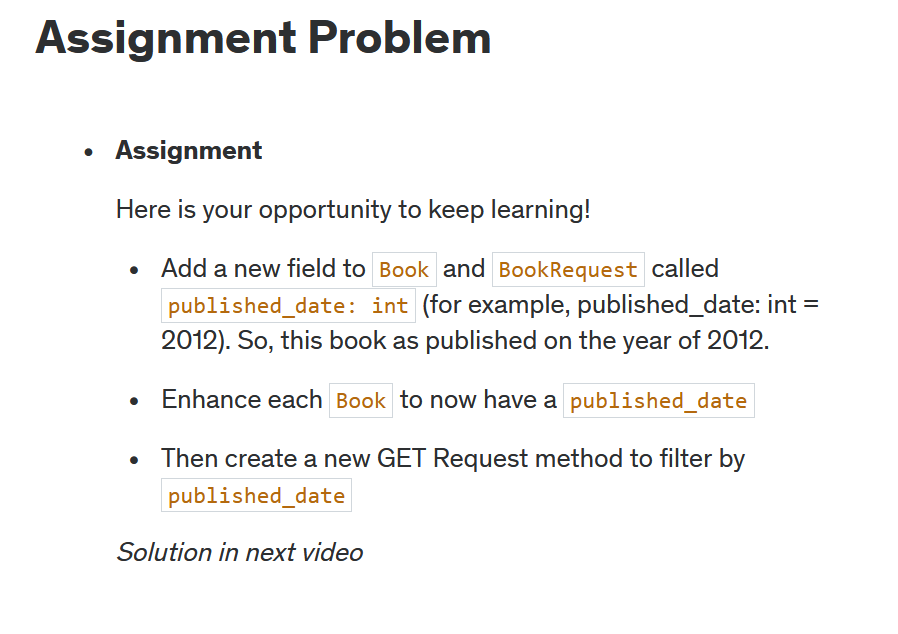 Assignment Problem
Assignment
Here is your opportunity to keep learning!
Add a new field to Book and BookRequest called
published_date: int (for example, published_date: int =
2012). So, this book as published on the year of 2012.
Enhance each Book to now have a published_date
Then create a new GET Request method to filter by
published_date
Solution in next video